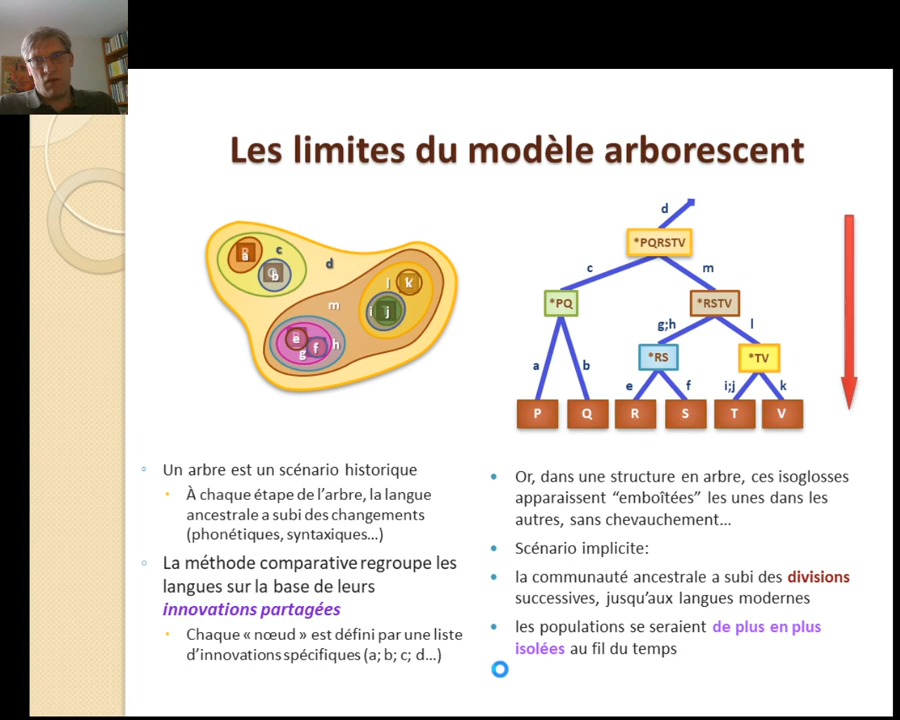 Les limites du modèle arborescent
a
c
b
d
l
k
m
i
j
e
f
g
h
d
*PQRSTV
c
m
*PQ
*RSTV
g;h
l
*RS
*TV
a
b
e
f
i;j
k
P
Q
R
S
T
V
Un arbre est un scénario historique
À chaque étape de l’arbre, la langue
ancestrale a subi des changements
(phonétiques, syntaxiques…)
La méthode comparative regroupe les
langues sur la base de leurs
innovations partagées
Chaque « nœud » est défini par une liste
d’innovations spécifiques (a; b; c; d…)
Or, dans une structure en arbre, ces isoglosses
apparaissent “emboîtées” les unes dans les
autres, sans chevauchement…
Scénario implicite:
la communauté ancestrale a subi des divisions
successives, jusqu’aux langues modernes
les populations se seraient de plus en plus
isolées au fil du temps